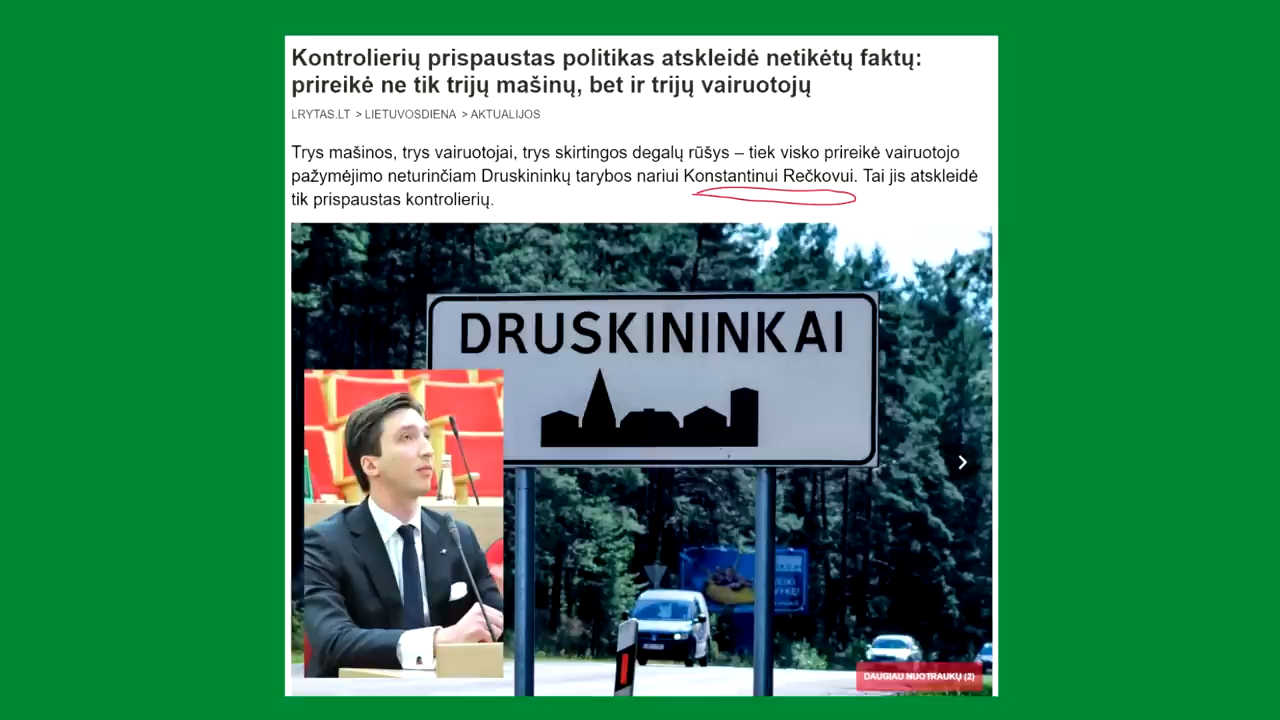 Kontrolierių prispaustas politikas atskleidė netikėtų faktų:
prireikė ne tik trijų mašinų, bet ir trijų vairuotojų
LRYTAS.LT > LIETUVOSDIENA > AKTUALIJOS
Trys mašinos, trys vairuotojai, trys skirtingos degalų rūšys – tiek visko prireikė vairuotojo
pažymėjimo neturinčiam Druskininkų tarybos nariui Konstantinui Rečkovui. Tai jis atskleidė
tik prispaustas kontrolierių.
DRUSKININKAI
DAUGIAU NUOTRAUKŲ (2)